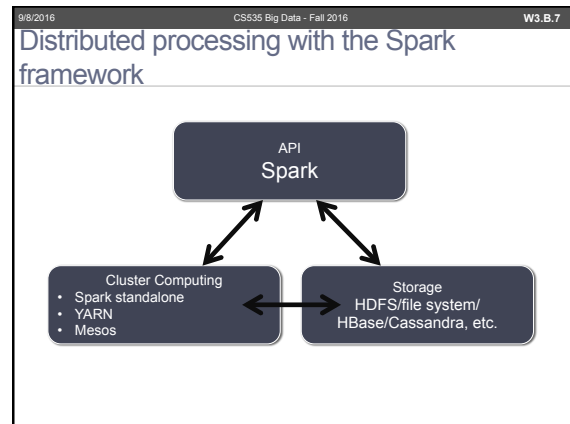 9/8/2016 CS535 Big Data - Fall 2016 W3.B.7
Distributed processing with the Spark
framework
API
Spark
Cluster Computing
• Spark standalone
• YARN
• Mesos
Storage
HDFS/file system/
HBase/Cassandra, etc.